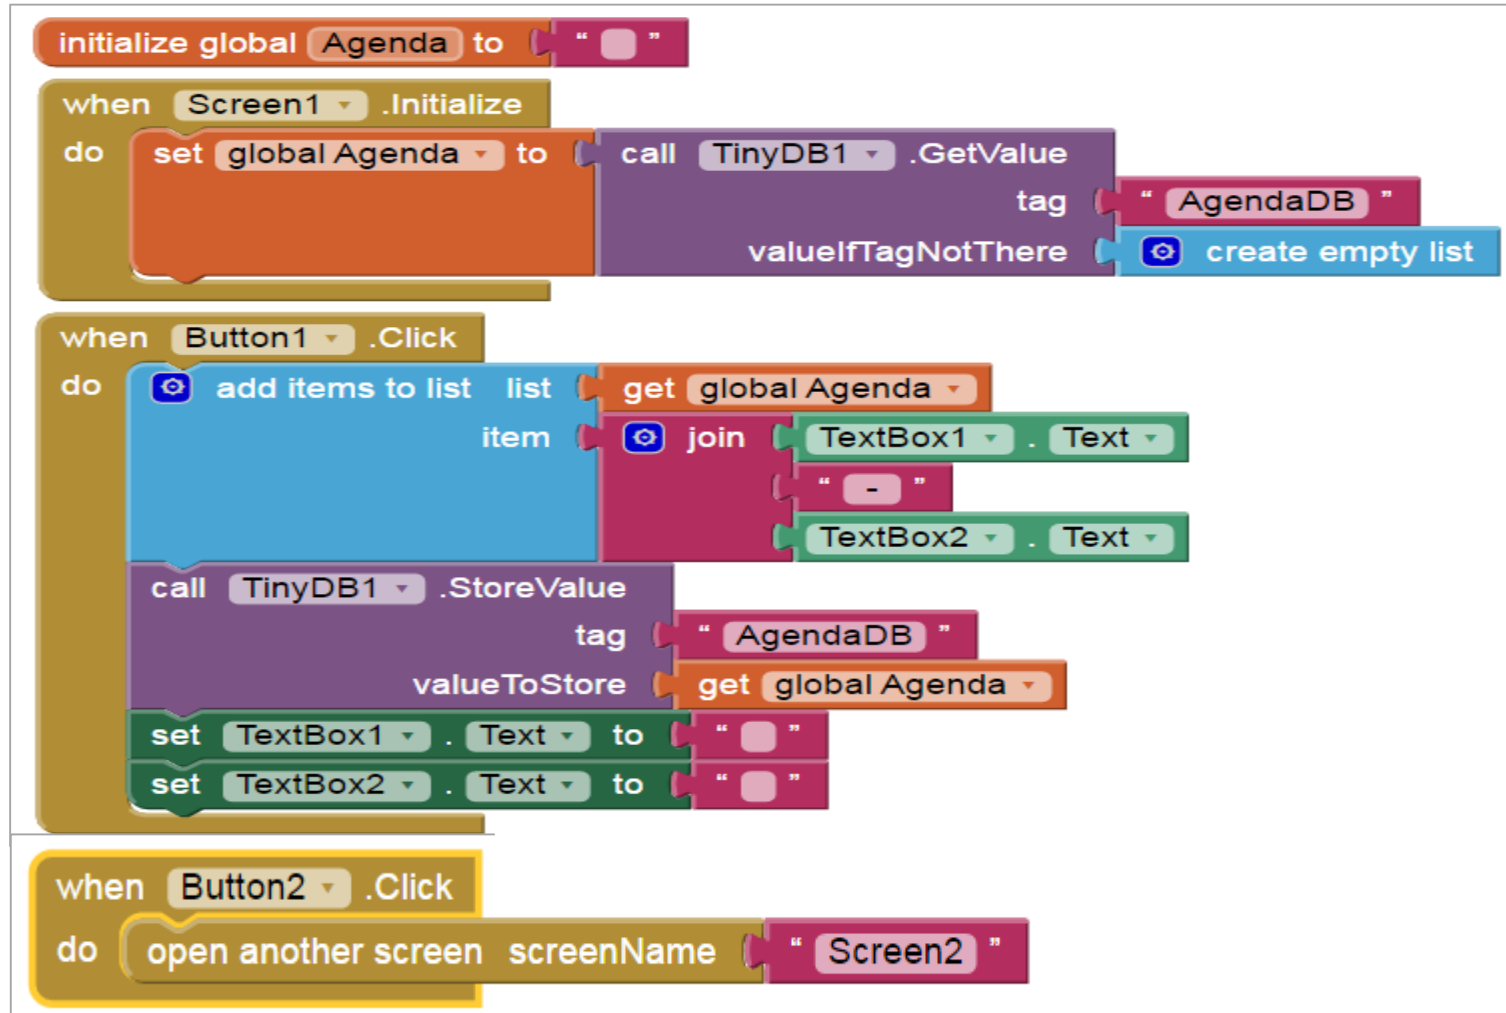 initialize global Agenda to " "
when Screen1 .Initialize
do set global Agenda to call TinyDB1 .GetValue
tag " AgendaDB "
valueIfTagNotThere create empty list
when Button1 .Click
do add items to list list get global Agenda
item join TextBox1 . Text
" - "
TextBox2 . Text
call TinyDB1 .StoreValue
tag " AgendaDB "
valueToStore get global Agenda
set TextBox1 . Text to " "
set TextBox2 . Text to " "
when Button2 .Click
do open another screen screenName " Screen2 "